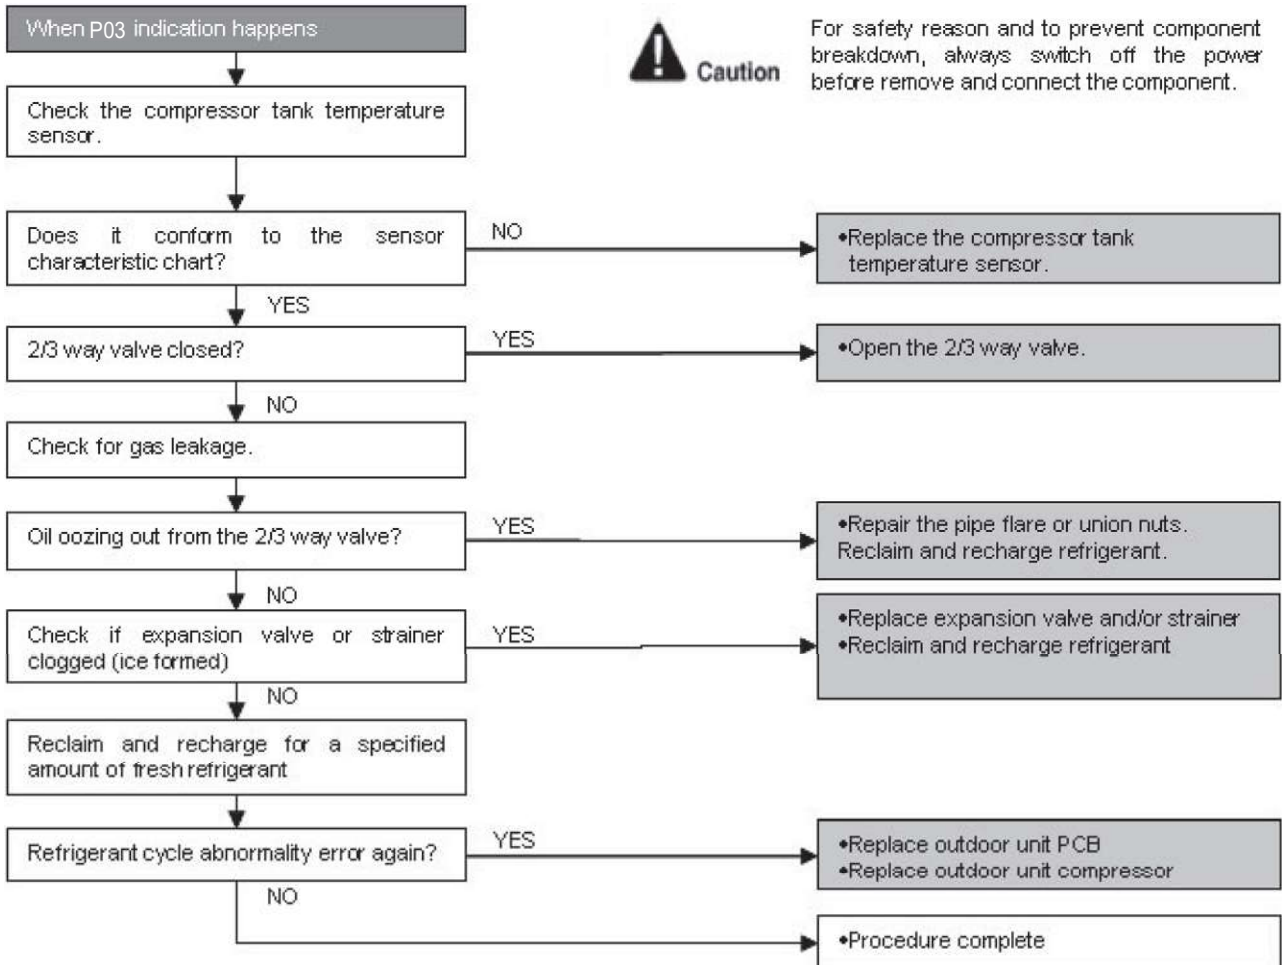 When P03 indication happens
Caution
For safety reason and to prevent component
breakdown, always switch off the power
before remove and connect the component.
Check the compressor tank temperature
sensor.
Does it conform to the sensor
characteristic chart?
NO
•Replace the compressor tank
temperature sensor.
YES
2/3 way valve closed?
YES
•Open the 2/3 way valve.
NO
Check for gas leakage.
Oil oozing out from the 2/3 way valve?
YES
•Repair the pipe flare or union nuts.
Reclaim and recharge refrigerant.
NO
Check if expansion valve or strainer
clogged (ice formed)
YES
•Replace expansion valve and/or strainer
•Reclaim and recharge refrigerant
NO
Reclaim and recharge for a specified
amount of fresh refrigerant
Refrigerant cycle abnormality error again?
YES
•Replace outdoor unit PCB
•Replace outdoor unit compressor
NO
•Procedure complete